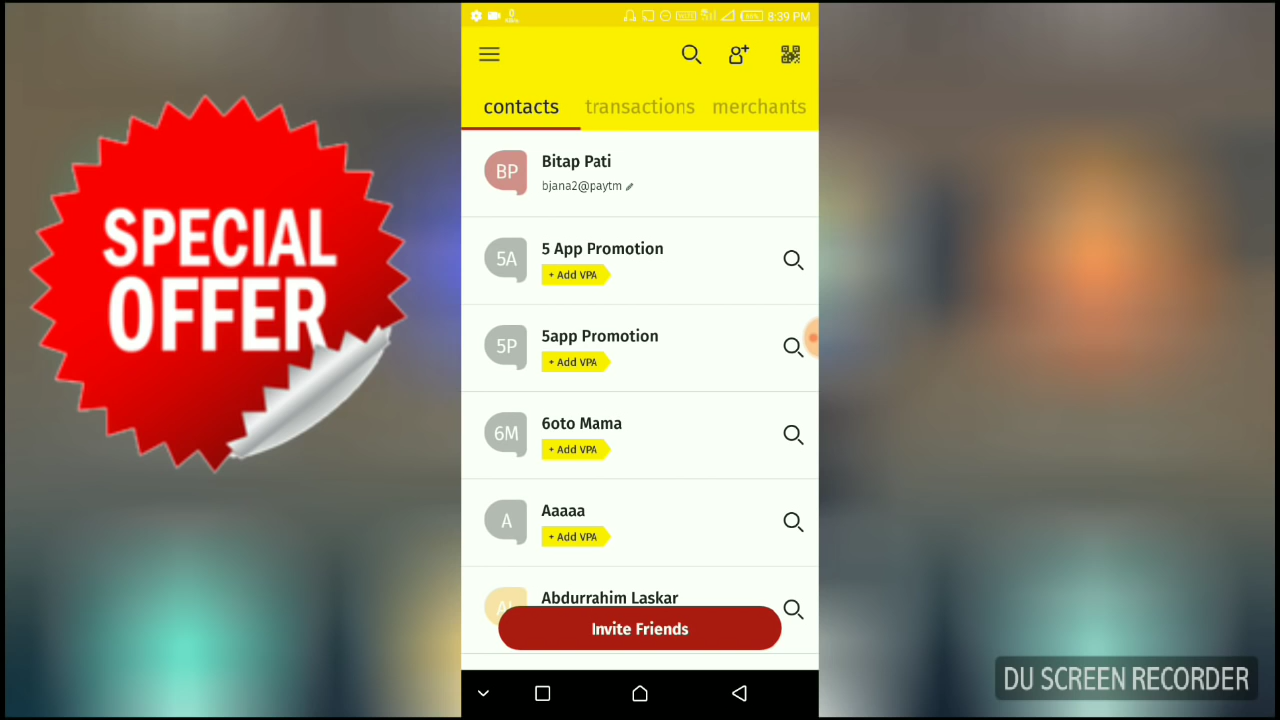 SPECIAL
OFFER
8:39 PM
contacts transactions merchants
BP
Bitap Pati
bjana2@paytm
5A
5 App Promotion
+ Add VPA
5P
5app Promotion
+ Add VPA
6M
6oto Mama
+ Add VPA
A
Aaaaa
+ Add VPA
Abdurrahim Laskar
Invite Friends
DU SCREEN RECORDER